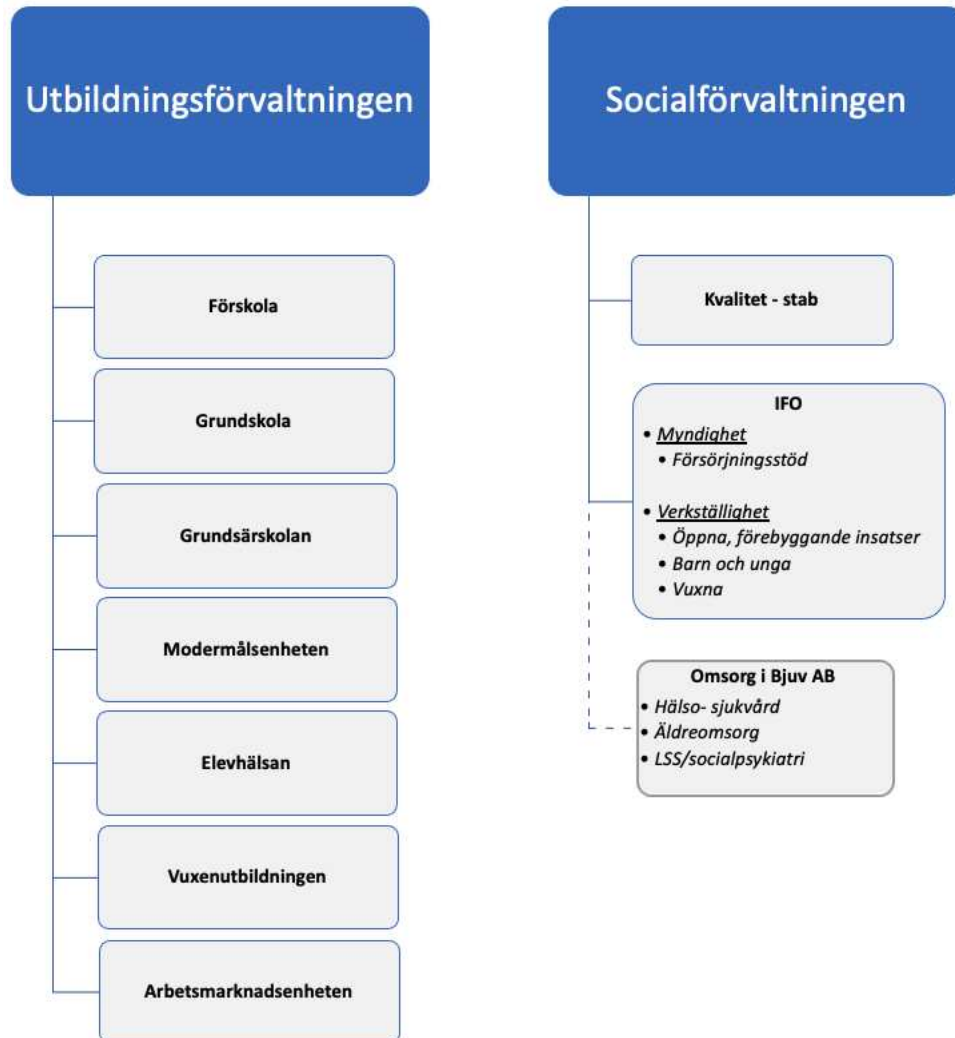 Utbildningsförvaltningen
Förskola
Grundskola
Grundsärskolan
Modermålsenheten
Elevhälsan
Vuxenutbildningen
Arbetsmarknadsenheten
Socialförvaltningen
Kvalitet - stab
IFO
• Myndighet
• Försörjningsstöd
• Verkställighet
• Öppna, förebyggande insatser
• Barn och unga
• Vuxna
Omsorg i Bjuv AB
• Hälso- sjukvård
• Äldreomsorg
• LSS/socialpsykiatri